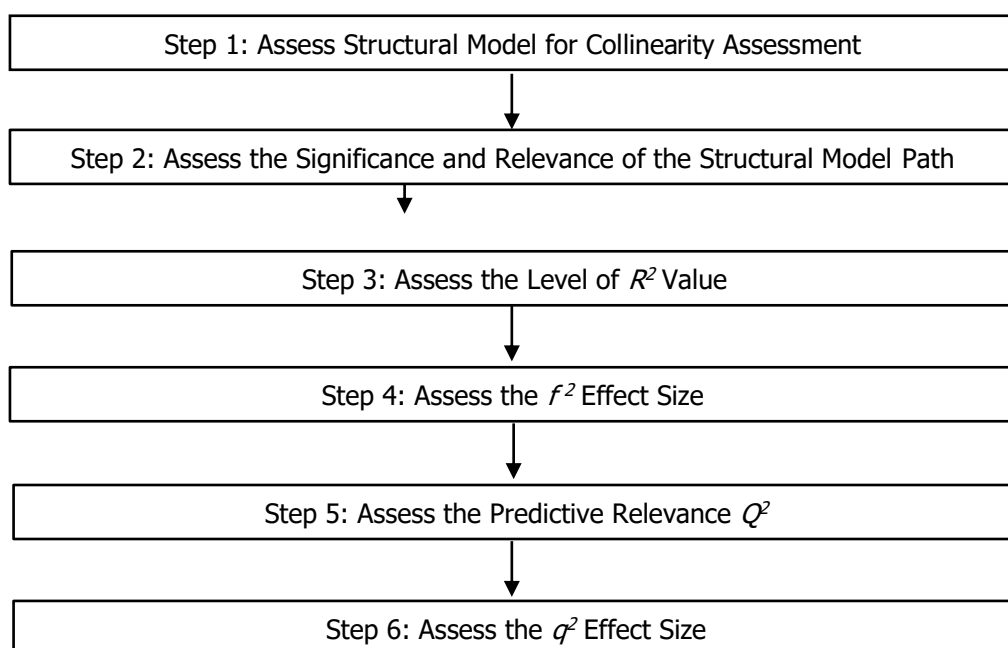 Step 1: Assess Structural Model for Collinearity Assessment
Step 2: Assess the Significance and Relevance of the Structural Model Path
Step 3: Assess the Level of R² Value
Step 4: Assess the f² Effect Size
Step 5: Assess the Predictive Relevance Q²
Step 6: Assess the q² Effect Size